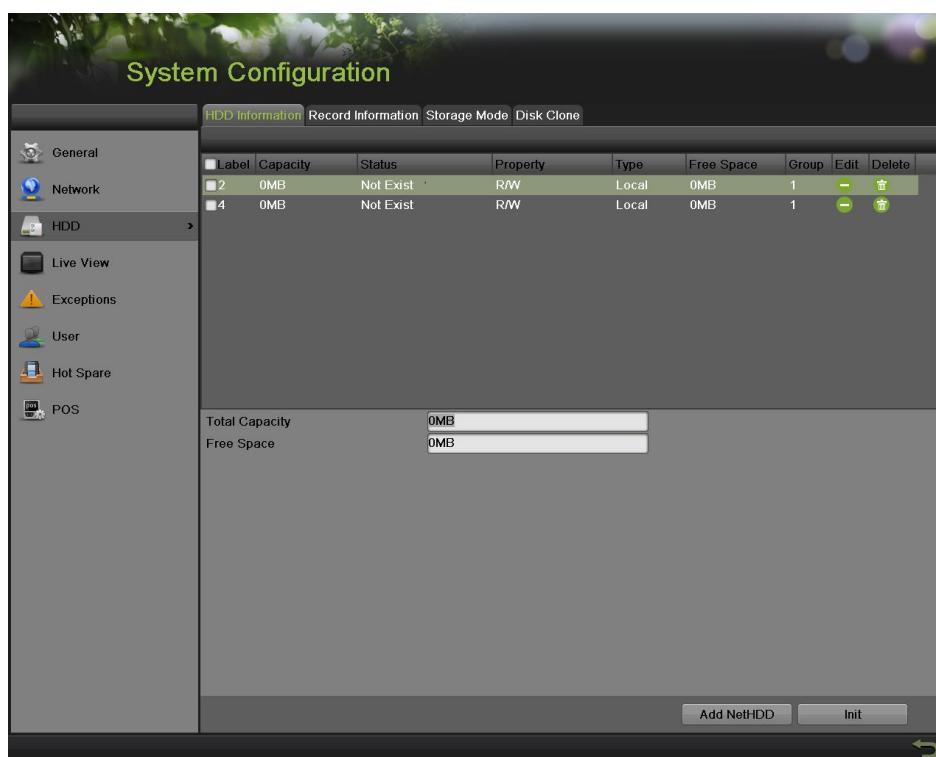 System Configuration
HDD Information Record Information Storage Mode Disk Clone
General
Network
HDD
Live View
Exceptions
User
Hot Spare
POS
Label Capacity Status Property Type Free Space Group Edit Delete
2 0MB Not Exist R/W Local 0MB 1
4 0MB Not Exist R/W Local 0MB 1
Total Capacity 0MB
Free Space 0MB
Add NetHDD Init